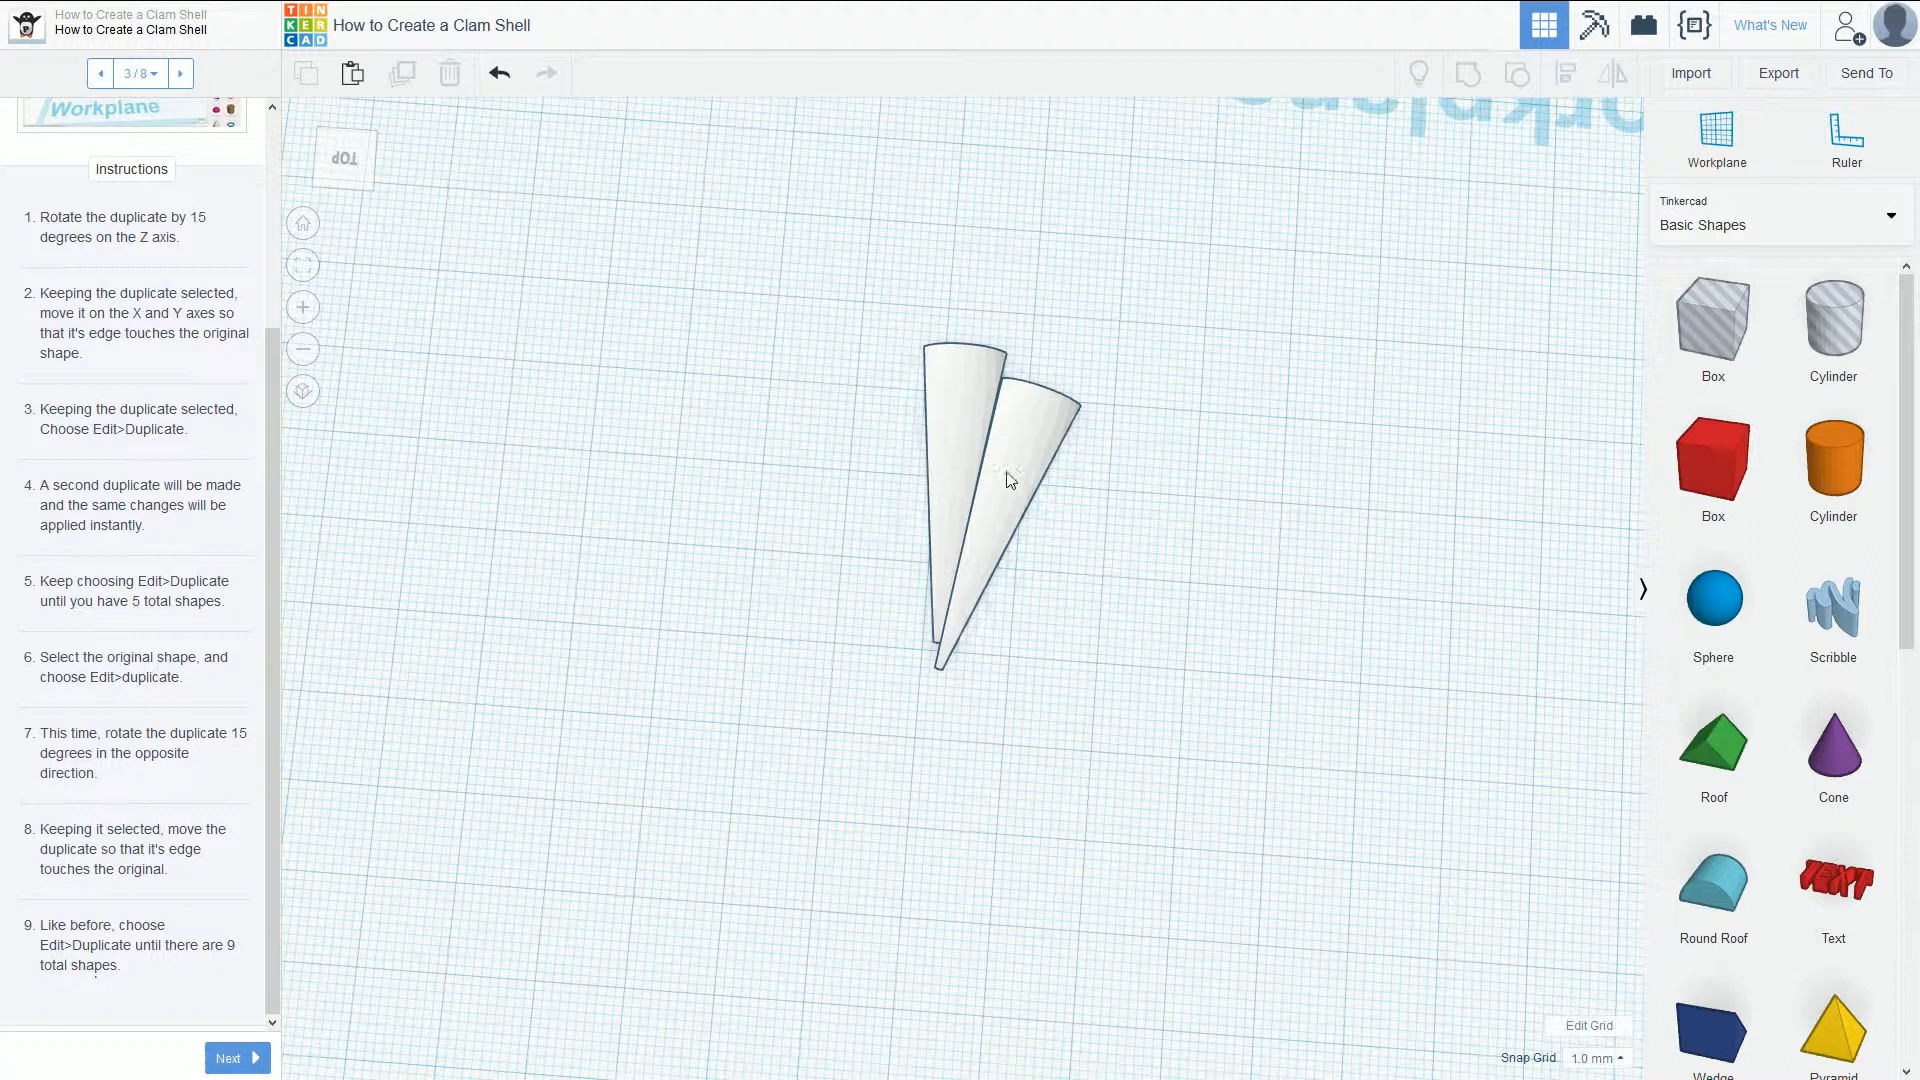 How to Create a Clam Shell
How to Create a Clam Shell
TIN
KER
CAD
How to Create a Clam Shell
What's New
3 / 8
Import
Export
Send To
Workplane
Instructions
1. Rotate the duplicate by 15
degrees on the Z axis.
2. Keeping the duplicate selected,
move it on the X and Y axes so
that it's edge touches the original
shape.
3. Keeping the duplicate selected,
Choose Edit>Duplicate.
4. A second duplicate will be made
and the same changes will be
applied instantly.
5. Keep choosing Edit>Duplicate
until you have 5 total shapes.
6. Select the original shape, and
choose Edit>duplicate.
7. This time, rotate the duplicate 15
degrees in the opposite
direction.
8. Keeping it selected, move the
duplicate so that it's edge
touches the original.
9. Like before, choose
Edit>Duplicate until there are 9
total shapes.
Next
TOP
Workplane
Edit Grid
Snap Grid
1.0 mm
Workplane
Ruler
Tinkercad
Basic Shapes
Box
Cylinder
Box
Cylinder
Sphere
Scribble
Roof
Cone
Round Roof
TEXT
Text
Wedge
Pyramid